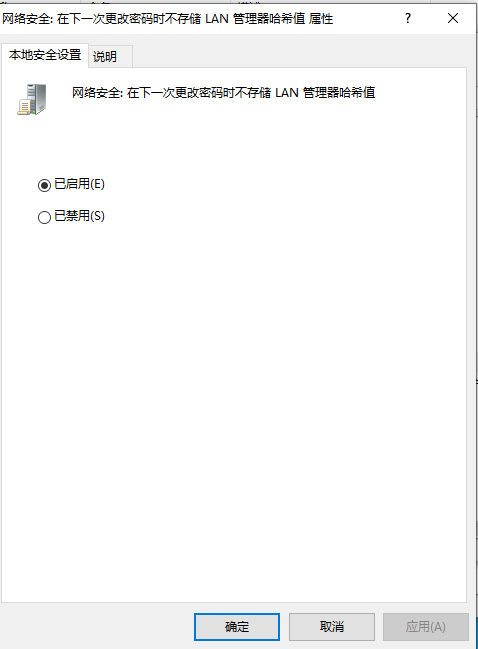 网络安全: 在下一次更改密码时不存储 LAN 管理器哈希值 属性
?
本地安全设置 说明
网络安全: 在下一次更改密码时不存储 LAN 管理器哈希值
已启用(E)
已禁用(S)
确定 取消 应用(A)